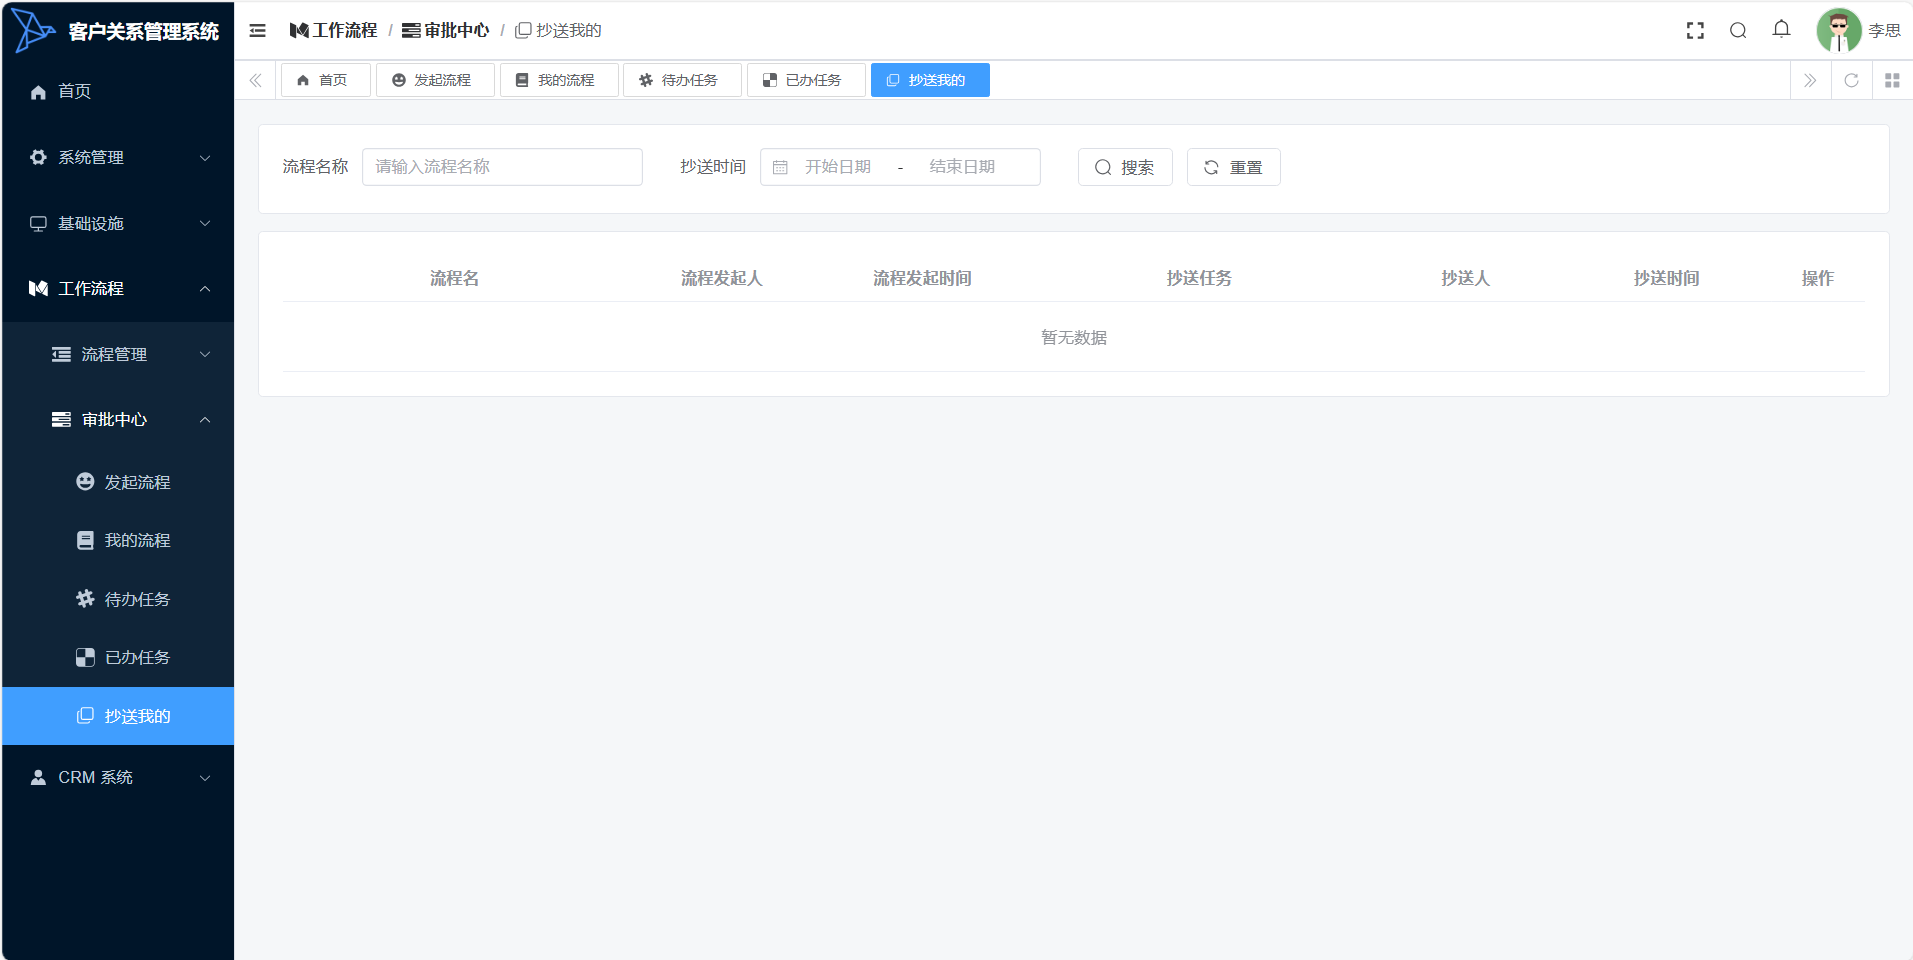 客户关系管理系统
首页
系统管理
基础设施
工作流程
流程管理
审批中心
发起流程
我的流程
待办任务
已办任务
抄送我的
CRM 系统
工作流程 / 审批中心 / 抄送我的
李思
首页 发起流程 我的流程 待办任务 已办任务 抄送我的
流程名称 请输入流程名称 抄送时间 开始日期 - 结束日期 搜索 重置
流程名 流程发起人 流程发起时间 抄送任务 抄送人 抄送时间 操作
暂无数据